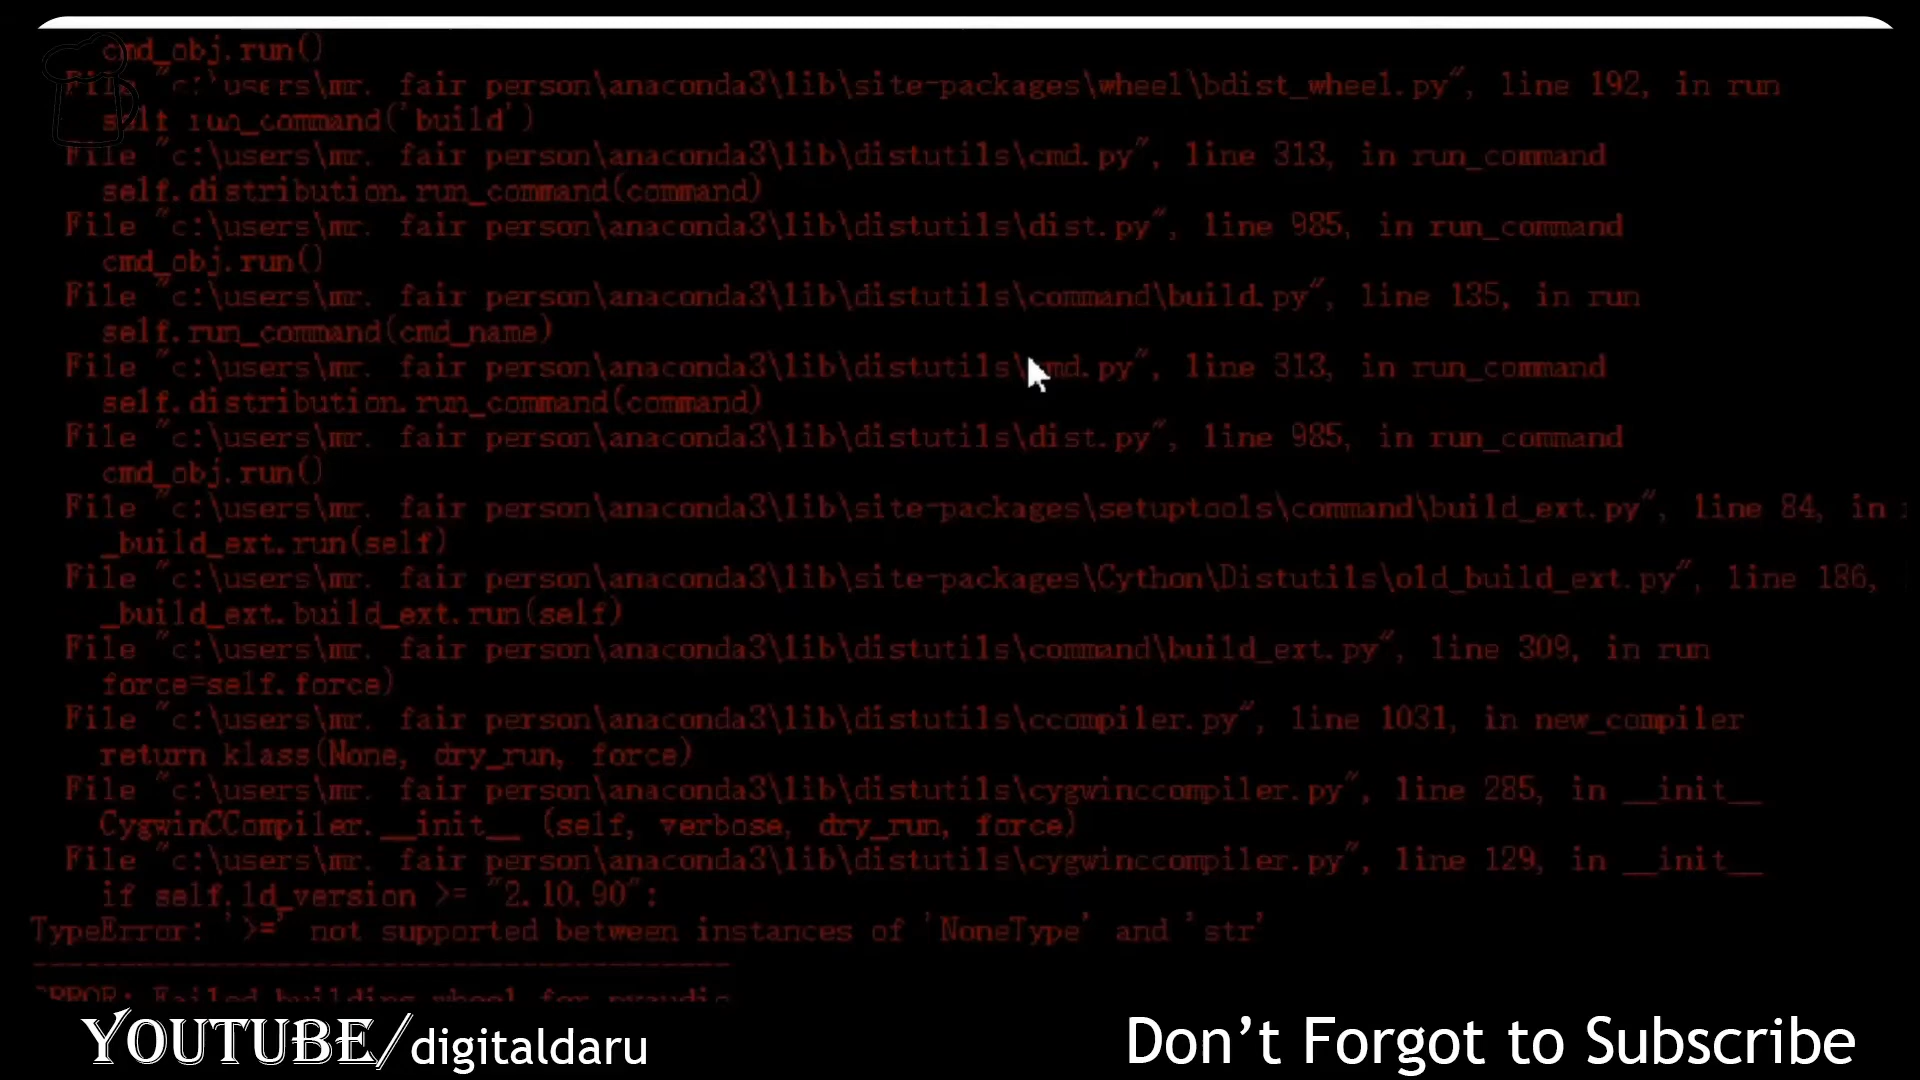 cmd_obj.run()
File "c:\users\mr. fair person\anaconda3\lib\site-packages\wheel\bdist_wheel.py", line 192, in run
self.run_command('build')
File "c:\users\mr. fair person\anaconda3\lib\distutils\cmd.py", line 313, in run_command
self.distribution.run_command(command)
File "c:\users\mr. fair person\anaconda3\lib\distutils\dist.py", line 985, in run_command
cmd_obj.run()
File "c:\users\mr. fair person\anaconda3\lib\distutils\command\build.py", line 135, in run
self.run_command(cmd_name)
File "c:\users\mr. fair person\anaconda3\lib\distutils\cmd.py", line 313, in run_command
self.distribution.run_command(command)
File "c:\users\mr. fair person\anaconda3\lib\distutils\dist.py", line 985, in run_command
cmd_obj.run()
File "c:\users\mr. fair person\anaconda3\lib\site-packages\setuptools\command\build_ext.py", line 84, in
_build_ext.run(self)
File "c:\users\mr. fair person\anaconda3\lib\site-packages\Cython\Distutils\old_build_ext.py", line 186,
_build_ext.build_ext.run(self)
File "c:\users\mr. fair person\anaconda3\lib\distutils\command\build_ext.py", line 309, in run
force=self.force)
File "c:\users\mr. fair person\anaconda3\lib\distutils\ccompiler.py", line 1031, in new_compiler
return klass(None, dry_run, force)
File "c:\users\mr. fair person\anaconda3\lib\distutils\cygwinccompiler.py", line 285, in __init__
CygwinCCompiler.__init__ (self, verbose, dry_run, force)
File "c:\users\mr. fair person\anaconda3\lib\distutils\cygwinccompiler.py", line 129, in __init__
if self.ld_version >= "2.10.90":
TypeError: '>=' not supported between instances of 'NoneType' and 'str'
----------------------------------------
ERROR: Failed building wheel for pyaudio
YOUTUBE/digitaldaru
Don't Forgot to Subscribe